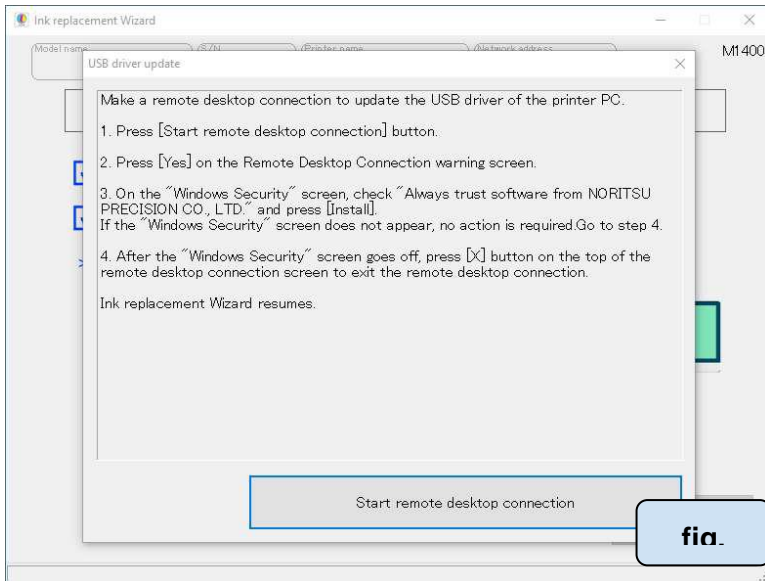 Ink replacement Wizard
Model name
S/N
Printer name
Network address
M1400
USB driver update
Make a remote desktop connection to update the USB driver of the printer PC.
1. Press [Start remote desktop connection] button.
2. Press [Yes] on the Remote Desktop Connection warning screen.
3. On the "Windows Security" screen, check "Always trust software from NORITSU
PRECISION CO., LTD." and press [Install].
If the "Windows Security" screen does not appear, no action is required.Go to step 4.
4. After the "Windows Security" screen goes off, press [X] button on the top of the
remote desktop connection screen to exit the remote desktop connection.
Ink replacement Wizard resumes.
Start remote desktop connection
fig.